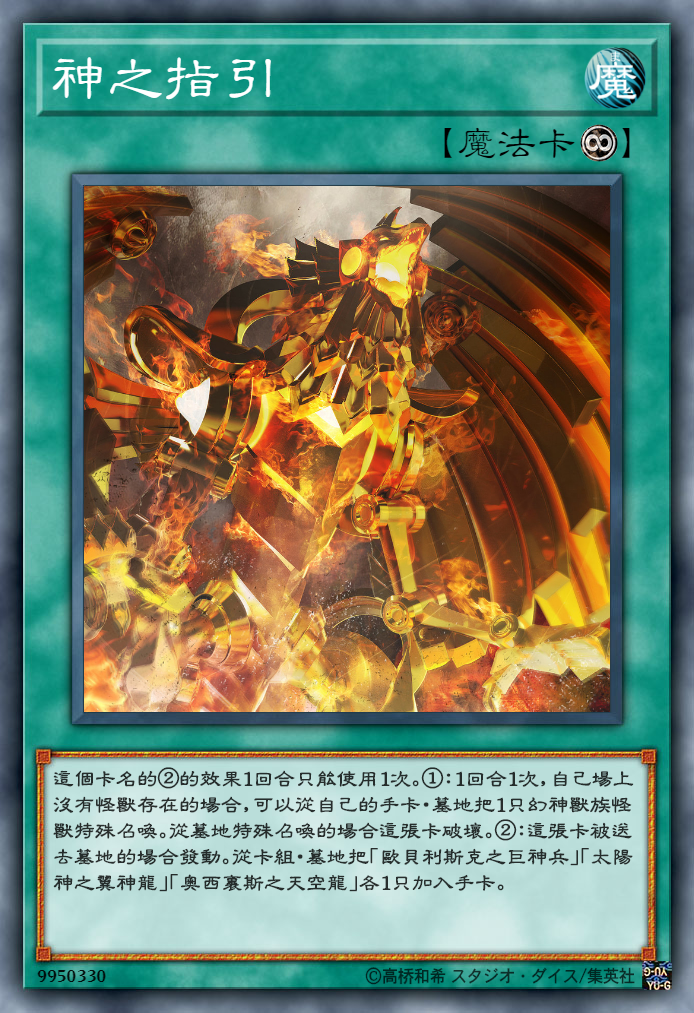 神之指引
魔
【魔法卡♾】
這個卡名的②的效果1回合只能使用1次。①：1回合1次，自己場上
沒有怪獸存在的場合，可以從自己的手卡・墓地把1只幻神獸族怪
獸特殊召喚。從墓地特殊召喚的場合這張卡破壞。②：這張卡被送
去墓地的場合發動。從卡組・墓地把「歐貝利斯克之巨神兵」「太陽
神之翼神龍」「奧西裏斯之天空龍」各1只加入手卡。
9950330
©高桥和希 スタジオ・ダイス/集英社
YU-G